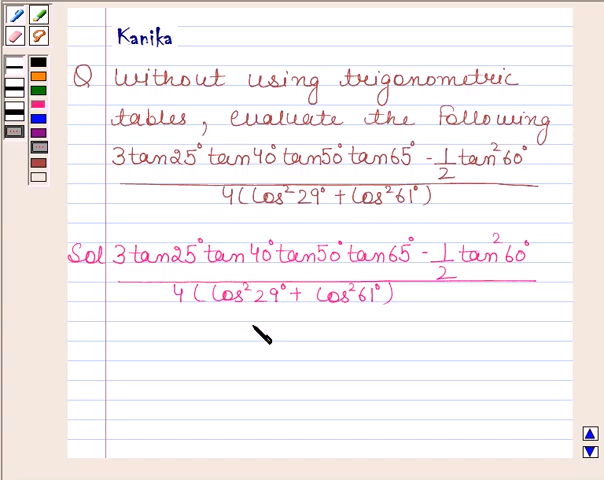 Kanika
Q Without using trigonometric
tables, evaluate the following
3tan25° tan40° tan50° tan65° - 1/2 tan²60°
4(Cos²29° + Cos²61°)
Sol 3tan25° tan40° tan50° tan65° - 1/2 tan²60°
4(Cos²29° + Cos²61°)